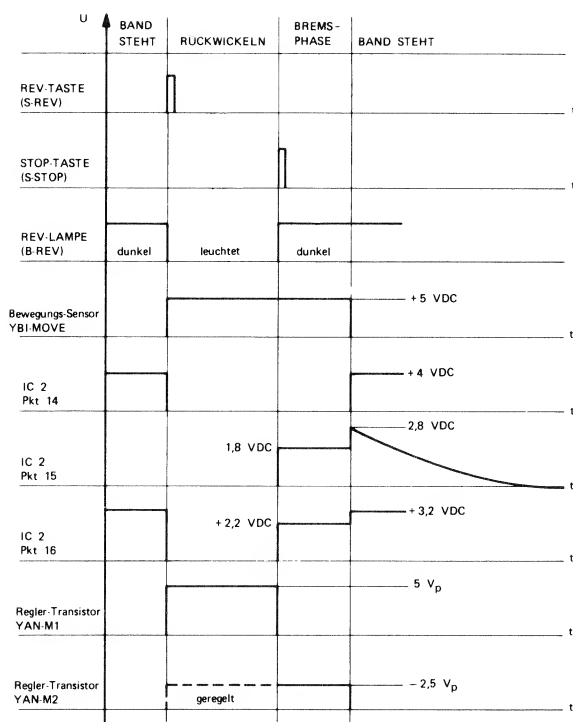 U
BAND STEHT
RÜCKWICKELN
BREMS-PHASE
BAND STEHT
REV-TASTE
(S-REV)
t
STOP-TASTE
(S-STOP)
t
REV-LAMPE
(B-REV)
dunkel
leuchtet
dunkel
t
Bewegungs-Sensor
YBI-MOVE
+ 5 VDC
t
IC 2
Pkt 14
+ 4 VDC
t
IC 2
Pkt 15
1,8 VDC
2,8 VDC
t
IC 2
Pkt 16
+ 2,2 VDC
+ 3,2 VDC
t
Regler-Transistor
YAN-M1
5 Vp
t
Regler-Transistor
YAN-M2
geregelt
- 2,5 Vp
t